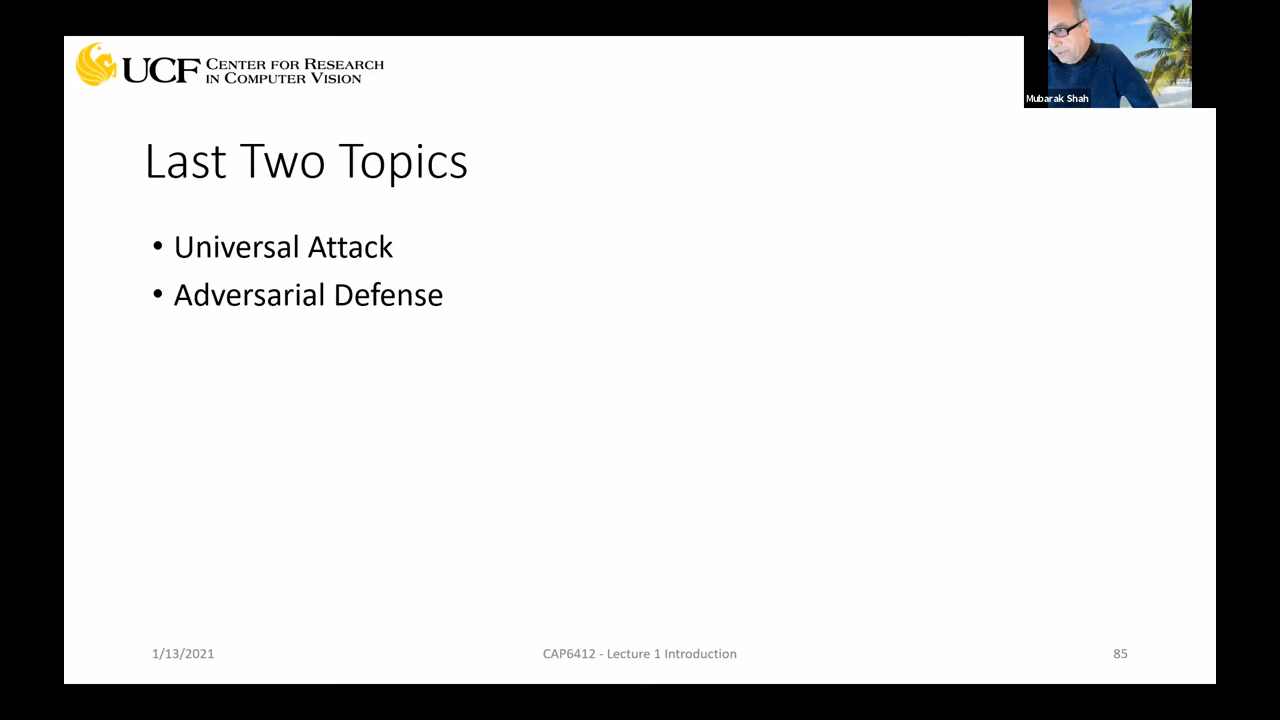 UCF CENTER FOR RESEARCH
IN COMPUTER VISION
Mubarak Shah
Last Two Topics
• Universal Attack
• Adversarial Defense
1/13/2021
CAP6412 - Lecture 1 Introduction
85